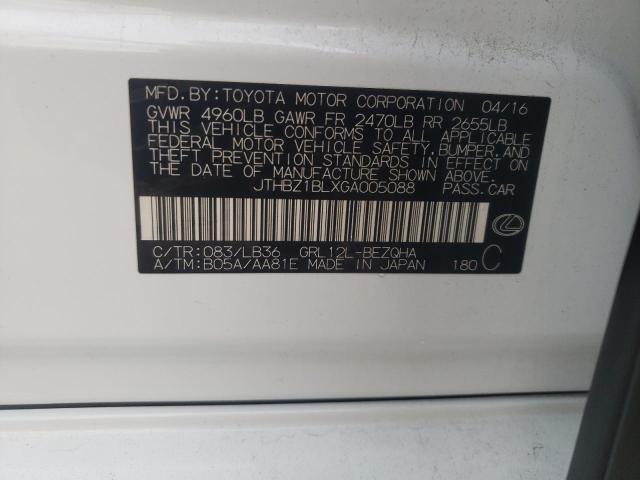 MFD.BY:TOYOTA MOTOR CORPORATION 04/16
GVWR 4960LB GAWR FR 2470LB RR 2655LB
THIS VEHICLE CONFORMS TO ALL APPLICABLE
FEDERAL MOTOR VEHICLE SAFETY, BUMPER, AND
THEFT PREVENTION STANDARDS IN EFFECT ON
THE DATE OF MANUFACTURE SHOWN ABOVE.
JTHBZ1BLXGA005088 PASS.CAR
C/TR:083/LB36 GRL12L-BEZQHA
A/TM:B05A/AA81E MADE IN JAPAN 180 C